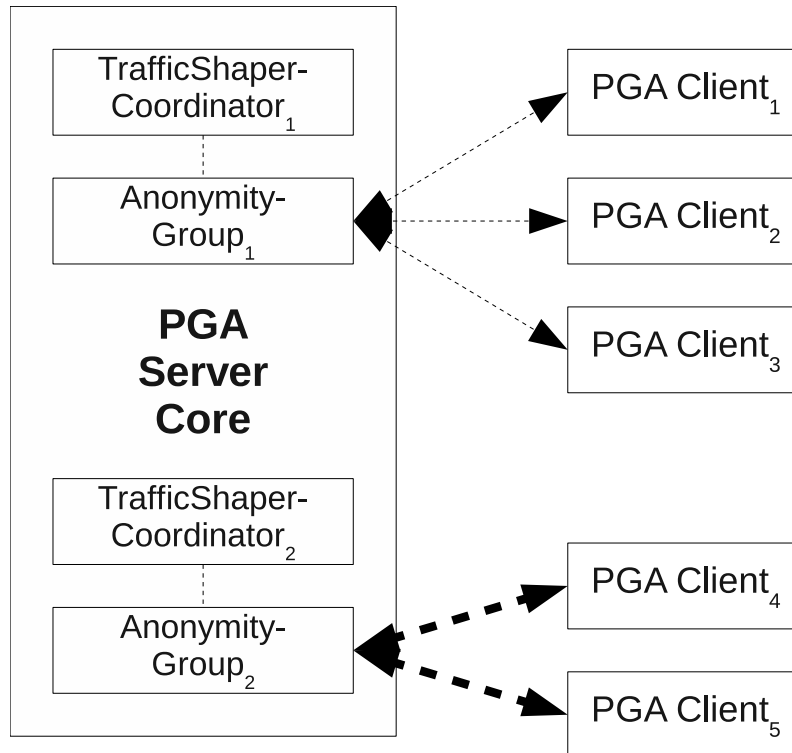 TrafficShaper-
Coordinator₁
Anonymity-
Group₁
PGA
Server
Core
TrafficShaper-
Coordinator₂
Anonymity-
Group₂
PGA Client₁
PGA Client₂
PGA Client₃
PGA Client₄
PGA Client₅